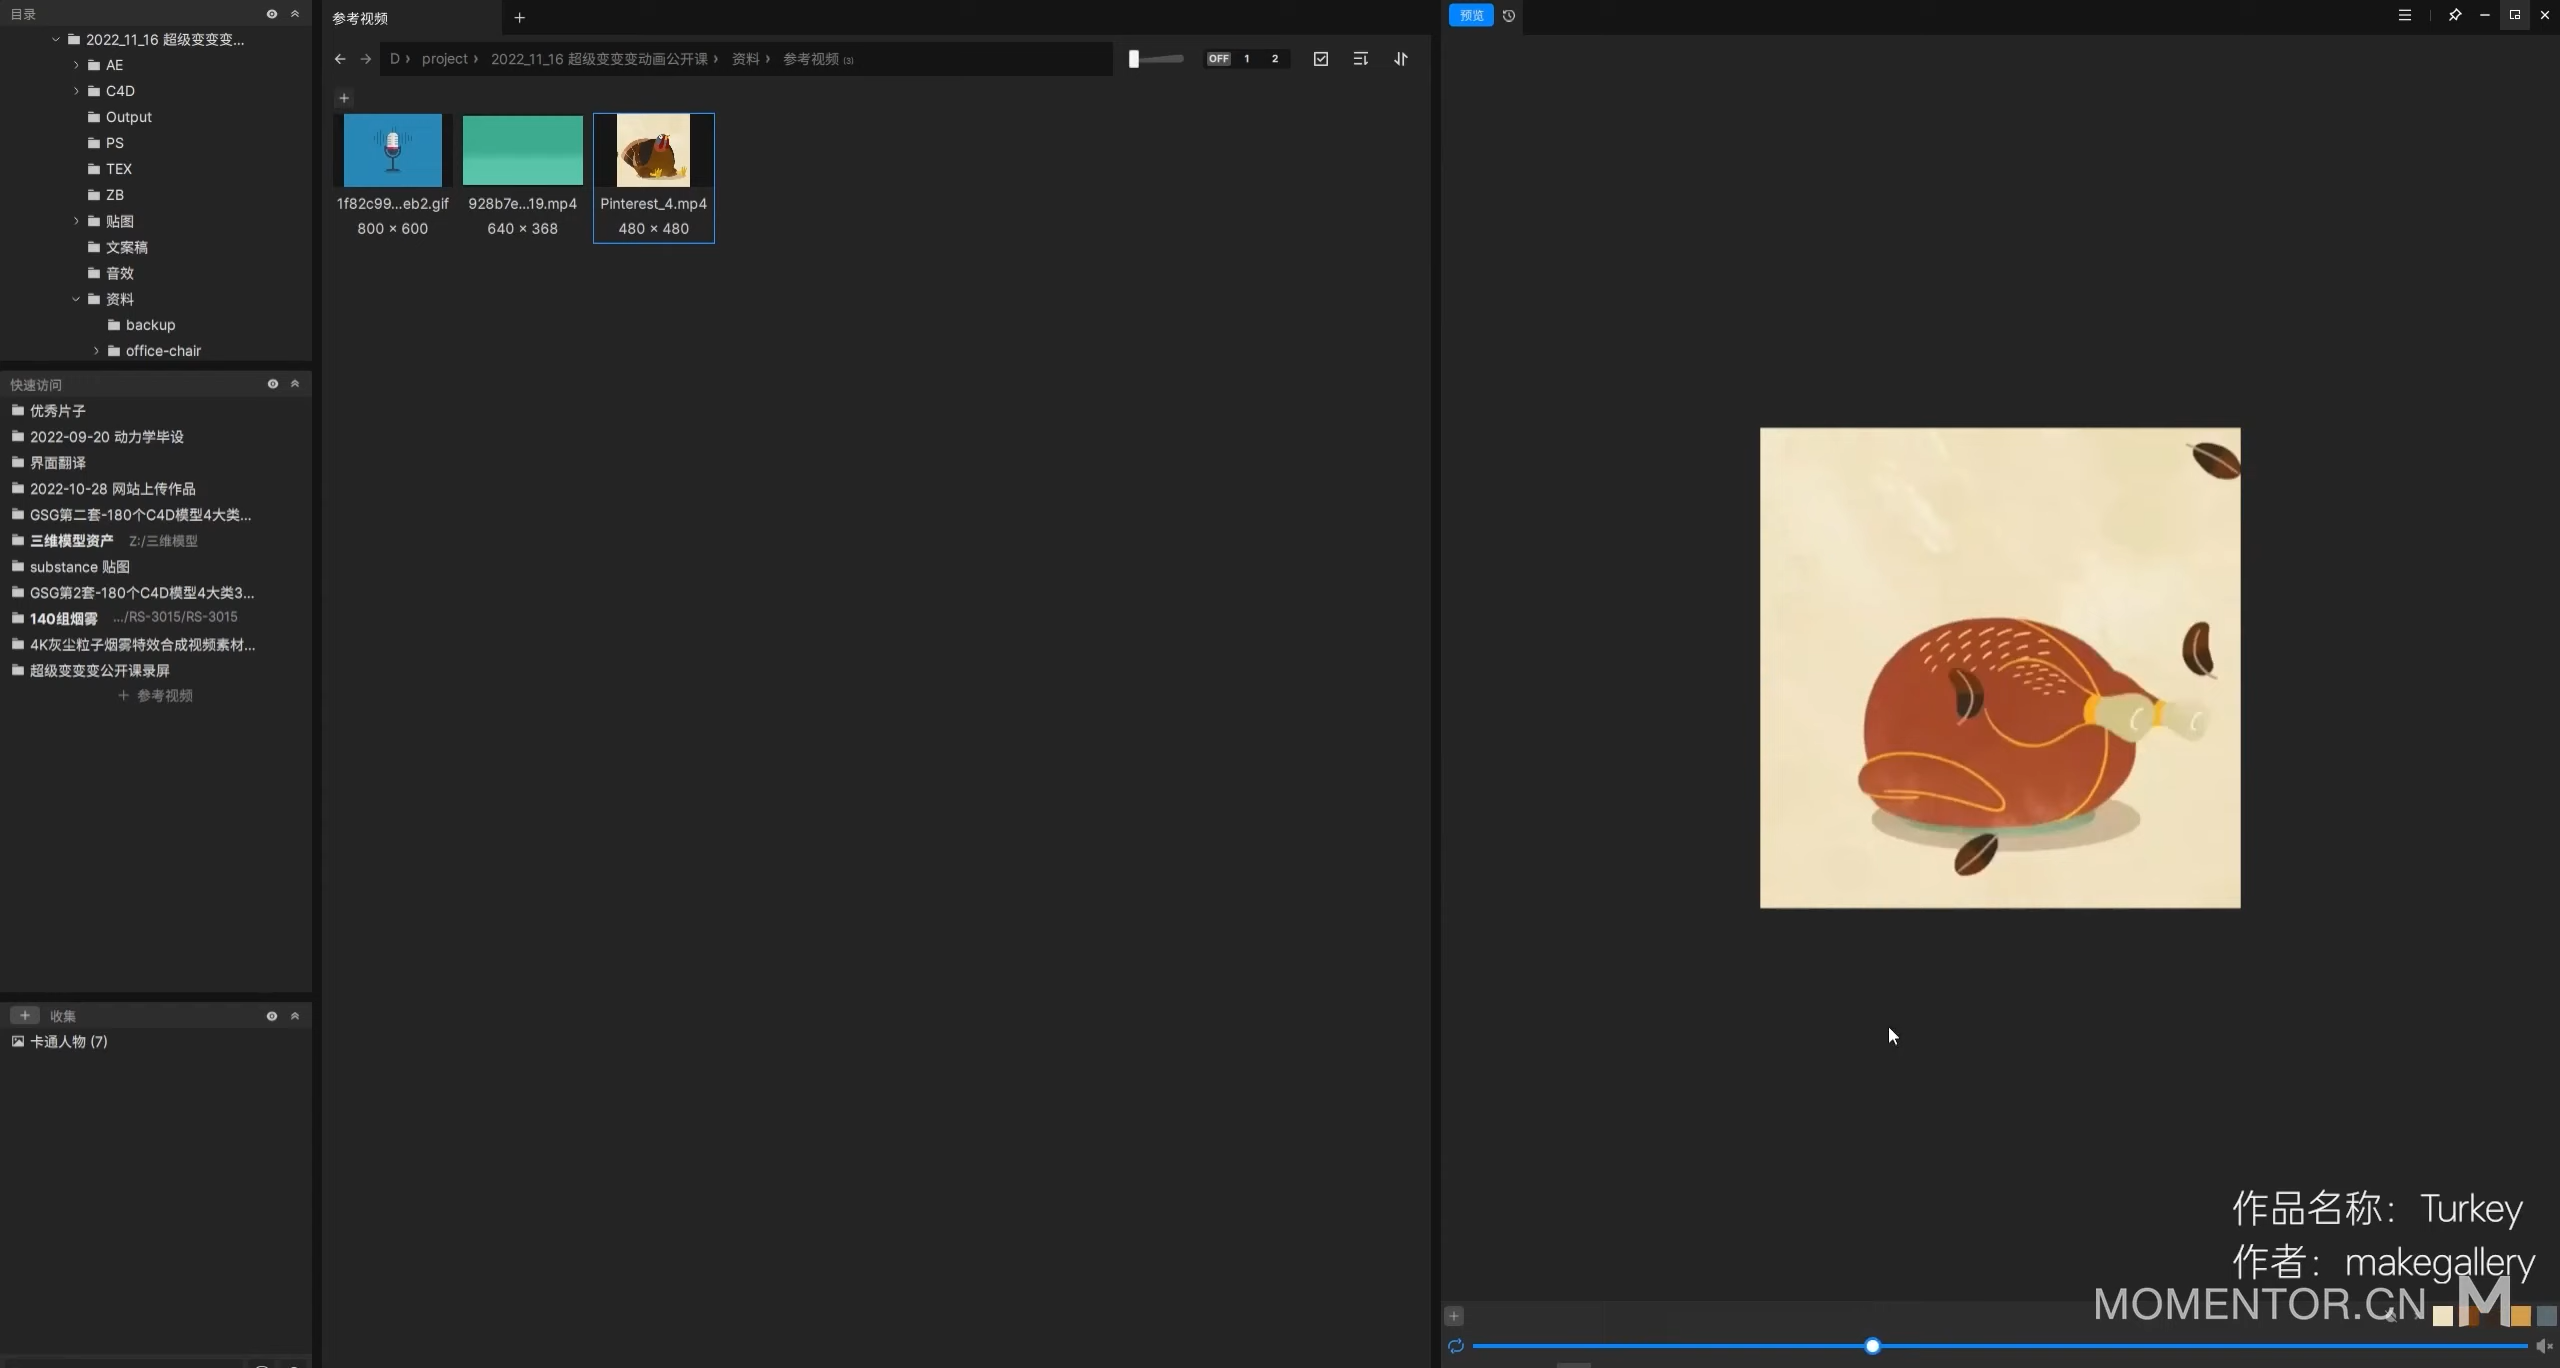 目录
2022_11_16 超级变变变...
AE
C4D
Output
PS
TEX
ZB
贴图
文案稿
音效
资料
backup
office-chair
快速访问
优秀片子
2022-09-20 动力学毕设
界面翻译
2022-10-28 网站上传作品
GSG第二套-180个C4D模型4大类...
三维模型资产 Z:/三维模型
substance 贴图
GSG第2套-180个C4D模型4大类3...
140组烟雾 .../RS-3015/RS-3015
4K灰尘粒子烟雾特效合成视频素材...
超级变变变公开课录屏
+ 参考视频
+ 收集
卡通人物 (7)
参考视频 +
D › project › 2022_11_16 超级变变变动画公开课 › 资料 › 参考视频 (3)
OFF 1 2
1f82c99...eb2.gif
800 × 600
928b7e...19.mp4
640 × 368
Pinterest_4.mp4
480 × 480
预览
作品名称：Turkey
作者：makegallery
MOMENTOR.CN M